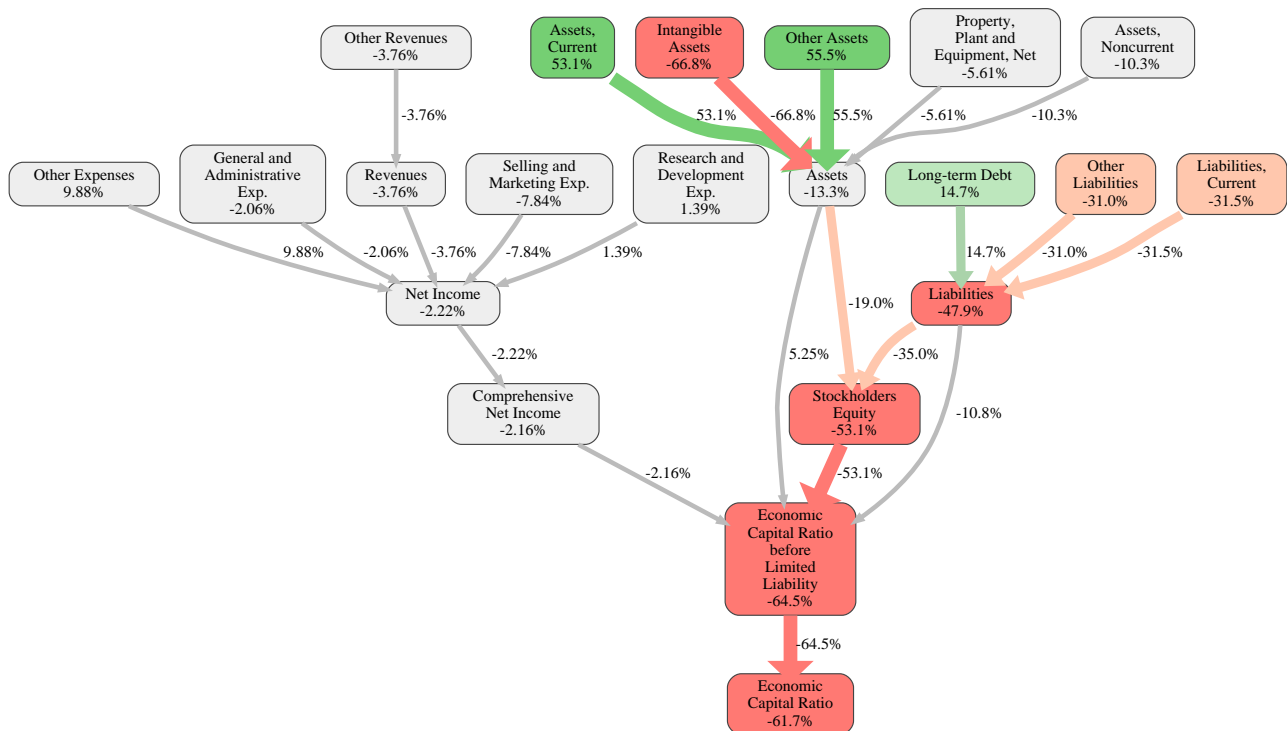 Other Revenues
-3.76%
Assets,
Current
53.1%
Intangible
Assets
-66.8%
Other Assets
55.5%
Property,
Plant and
Equipment, Net
-5.61%
Assets,
Noncurrent
-10.3%
-3.76%
53.1%
-66.8%
55.5%
-5.61%
-10.3%
Other Expenses
9.88%
General and
Administrative
Exp.
-2.06%
Revenues
-3.76%
Selling and
Marketing Exp.
-7.84%
Research and
Development
Exp.
1.39%
Assets
-13.3%
Long-term Debt
14.7%
Other
Liabilities
-31.0%
Liabilities,
Current
-31.5%
9.88%
-2.06%
-3.76%
-7.84%
1.39%
14.7%
-31.0%
-31.5%
Net Income
-2.22%
-19.0%
Liabilities
-47.9%
-2.22%
5.25%
-35.0%
Comprehensive
Net Income
-2.16%
Stockholders
Equity
-53.1%
-10.8%
-2.16%
-53.1%
Economic
Capital Ratio
before
Limited
Liability
-64.5%
-64.5%
Economic
Capital Ratio
-61.7%